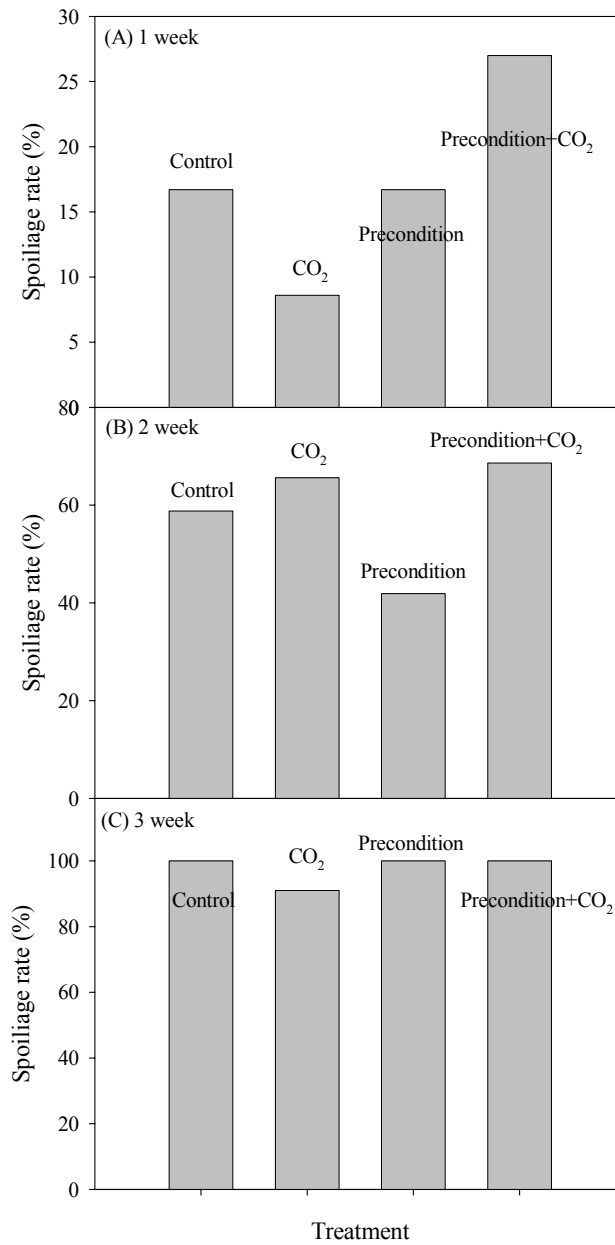 (A) 1 week
30
25
20
15
10
5
0
Spoiliage rate (%)
Control
CO₂
Precondition
Precondition+CO₂
(B) 2 week
80
60
40
20
0
Spoiliage rate (%)
Control
CO₂
Precondition
Precondition+CO₂
(C) 3 week
100
80
60
40
20
0
Spoiliage rate (%)
Control
CO₂
Precondition
Precondition+CO₂
Treatment